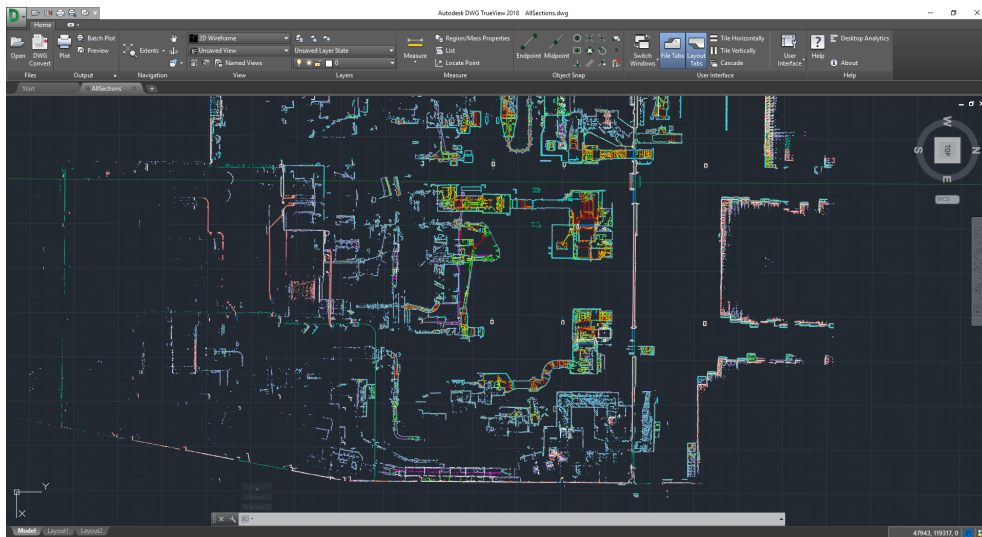 Autodesk DWG TrueView 2018 AllSections.dwg
Home
Open
DWG Convert
Files
Plot
Batch Plot
Preview
Output
Extents
Navigation
2D Wireframe
Unsaved View
Named Views
View
Unsaved Layer State
0
Layers
Measure
Region/Mass Properties
List
Locate Point
Measure
Endpoint
Midpoint
Object Snap
Switch Windows
File Tabs
Layout Tabs
Tile Horizontally
Tile Vertically
Cascade
User Interface
User Interface
Help
Desktop Analytics
About
Help
Start
AllSections
W
S
TOP
N
E
WCS
Y
X
Model
Layout1
Layout2
47943, 119317, 0